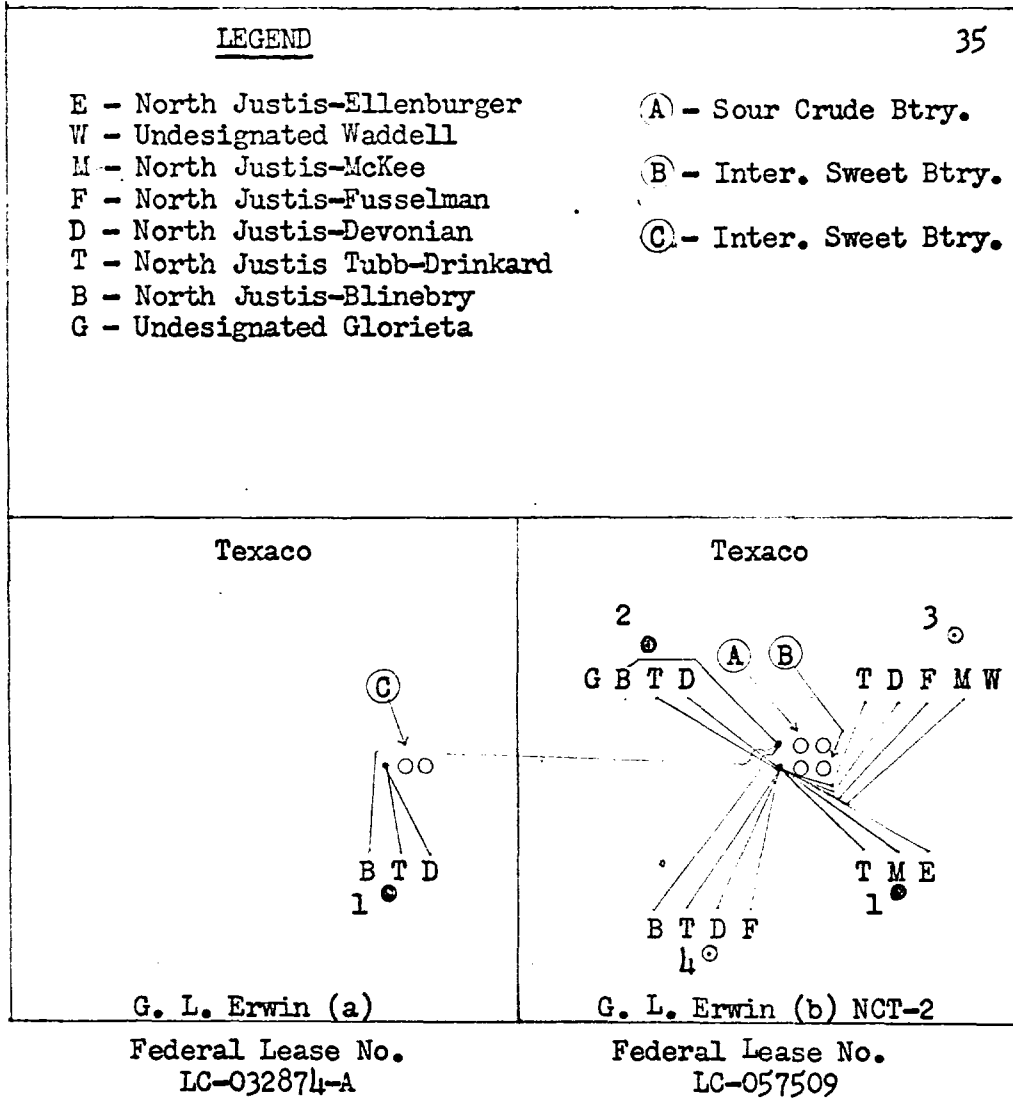 LEGEND
35
E - North Justis-Ellenburger
W - Undesignated Waddell
M - North Justis-McKee
F - North Justis-Fusselman
D - North Justis-Devonian
T - North Justis Tubb-Drinkard
B - North Justis-Blinebry
G - Undesignated Glorieta
A - Sour Crude Btry.
B - Inter. Sweet Btry.
C - Inter. Sweet Btry.
Texaco
C
B T D
1
G. L. Erwin (a)
Federal Lease No.
LC-032874-A
Texaco
2
3
A B
G B T D
T D F M W
T M E
1
B T D F
4
G. L. Erwin (b) NCT-2
Federal Lease No.
LC-057509